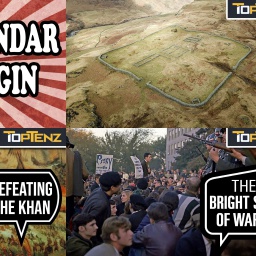 NDAR
GIN
TOPTENZ
TOPTENZ
EFEATING
HE KHAN
TOPTENZ
THE
BRIGHT S
OF WAR